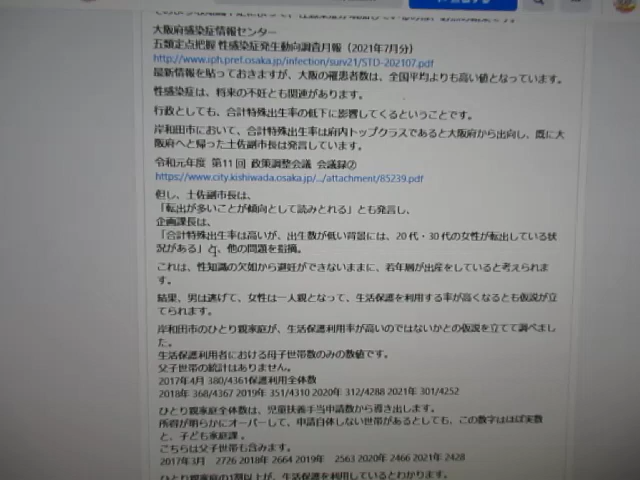 大阪府感染症情報センター
五類定点把握 性感染症発生動向調査月報(2021年7月分)
http://www.iph.pref.osaka.jp/infection/surv21/STD-202107.pdf
最新情報を貼っておきますが、大阪の罹患者数は、全国平均よりも高い値となっています。
性感染症は、将来の不妊とも関連があります。
行政としても、合計特殊出生率の低下に影響してくるということです。
岸和田市において、合計特殊出生率は府内トップクラスであると大阪府から出向し、既に大
阪府へと帰った土佐副市長は発言しています。
令和元年度 第11回 政策調整会議 会議録②
https://www.city.kishiwada.osaka.jp/.../attachment/85239.pdf
但し、土佐副市長は、
「転出が多いことが傾向として読みとれる」とも発言し、
企画課長は、
「合計特殊出生率は高いが、出生数が低い背景には、20代・30代の女性が転出している状
況がある」と、他の問題を指摘。
これは、性知識の欠如から避妊ができないままに、若年層が出産をしていると考えられま
す。
結果、男は逃げて、女性は一人親となって、生活保護を利用する率が高くなるとも仮説が立
てられます。
岸和田市のひとり親家庭が、生活保護利用率が高いのではないかとの仮説を立てて調べまし
た。
生活保護利用者における母子世帯数のみの数値です。
父子世帯の統計はありません。
2017年4月 380/4361保護利用全体数
2018年 368/4367 2019年 351/4310 2020年 312/4288 2021年 301/4252
ひとり親家庭全体数は、児童扶養手当申請数から導き出します。
所得が明らかにオーバーして、申請自体しない世帯があるとしても、この数字はほぼ実数
と、子ども家庭課 。
こちらは父子世帯も含みます。
2017年3月 2726 2018年 2664 2019年 2563 2020年 2466 2021年 2428
ひとり親家庭の1割以上が、生活保護を利用しているとわかります。